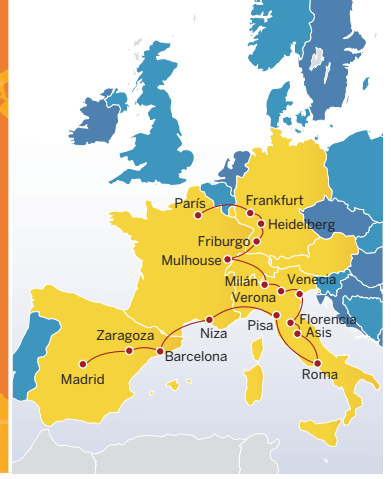 París
Frankfurt
Heidelberg
Friburgo
Mulhouse
Milán
Venecia
Verona
Florencia
Pisa
Asis
Niza
Zaragoza
Barcelona
Madrid
Roma